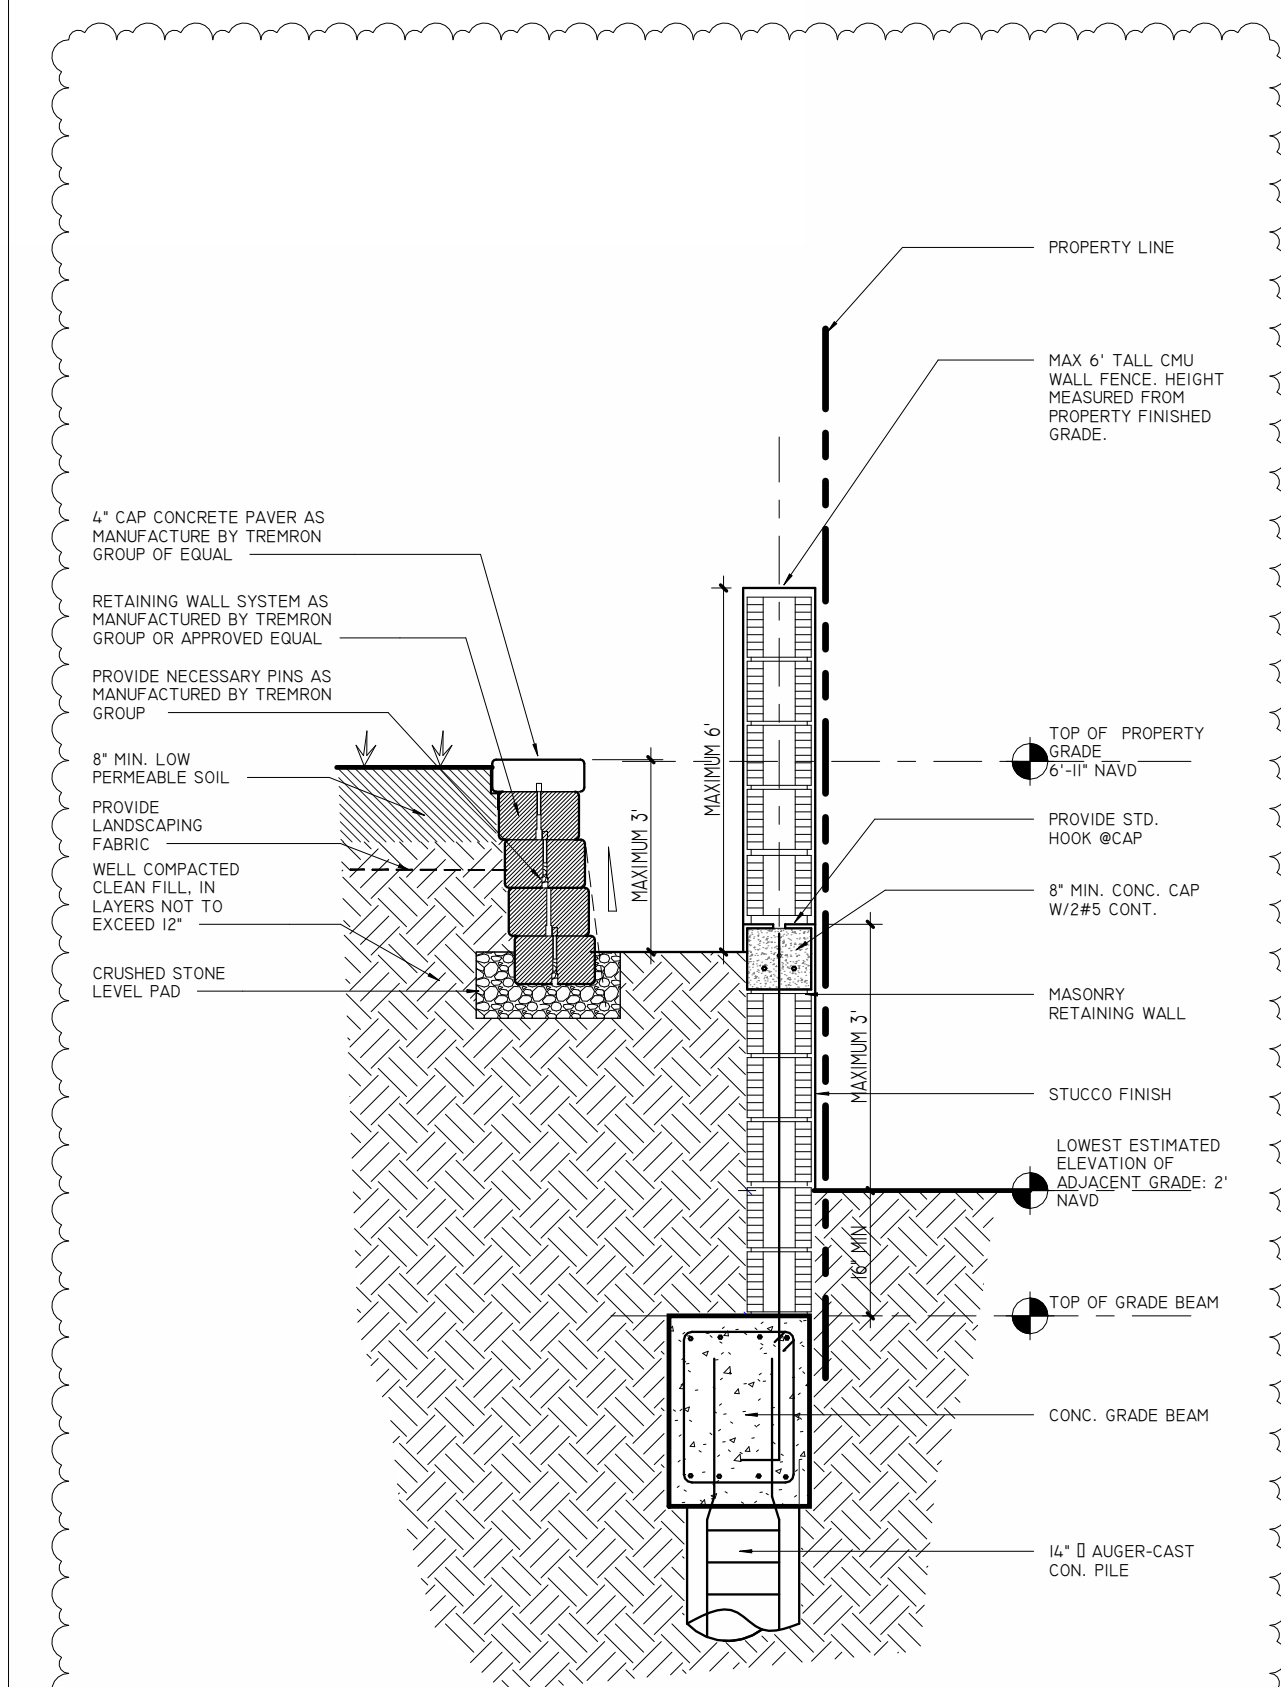 PROPERTY LINE
MAX 6' TALL CMU
WALL FENCE. HEIGHT
MEASURED FROM
PROPERTY FINISHED
GRADE.
4" CAP CONCRETE PAVER AS
MANUFACTURE BY TREMRON
GROUP OF EQUAL
RETAINING WALL SYSTEM AS
MANUFACTURED BY TREMRON
GROUP OR APPROVED EQUAL
PROVIDE NECESSARY PINS AS
MANUFACTURED BY TREMRON
GROUP
8" MIN. LOW
PERMEABLE SOIL
PROVIDE
LANDSCAPING
FABRIC
WELL COMPACTED
CLEAN FILL, IN
LAYERS NOT TO
EXCEED 12"
CRUSHED STONE
LEVEL PAD
MAXIMUM 3'
MAXIMUM 6'
TOP OF PROPERTY
GRADE
6'-11" NAVD
PROVIDE STD.
HOOK @CAP
8" MIN. CONC. CAP
W/2#5 CONT.
MASONRY
RETAINING WALL
MAXIMUM 3'
STUCCO FINISH
LOWEST ESTIMATED
ELEVATION OF
ADJACENT GRADE: 2'
NAVD
16" MIN
TOP OF GRADE BEAM
CONC. GRADE BEAM
14" ▯ AUGER-CAST
CON. PILE